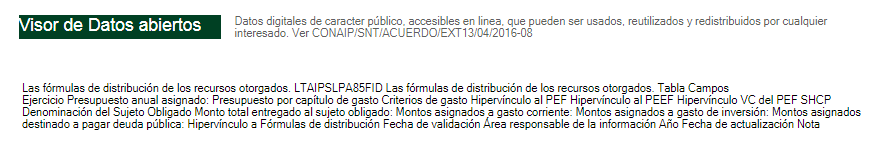 Visor de Datos abiertos
Datos digitales de caracter público, accesibles en linea, que pueden ser usados, reutilizados y redistribuidos por cualquier
interesado. Ver CONAIP/SNT/ACUERDO/EXT13/04/2016-08
Las fórmulas de distribución de los recursos otorgados. LTAIPSLPA85FID Las fórmulas de distribución de los recursos otorgados. Tabla Campos
Ejercicio Presupuesto anual asignado: Presupuesto por capítulo de gasto Criterios de gasto Hipervínculo al PEF Hipervínculo al PEEF Hipervínculo VC del PEF SHCP
Denominación del Sujeto Obligado Monto total entregado al sujeto obligado: Montos asignados a gasto corriente: Montos asignados a gasto de inversión: Montos asignados
destinado a pagar deuda pública: Hipervínculo a Fórmulas de distribución Fecha de validación Área responsable de la información Año Fecha de actualización Nota